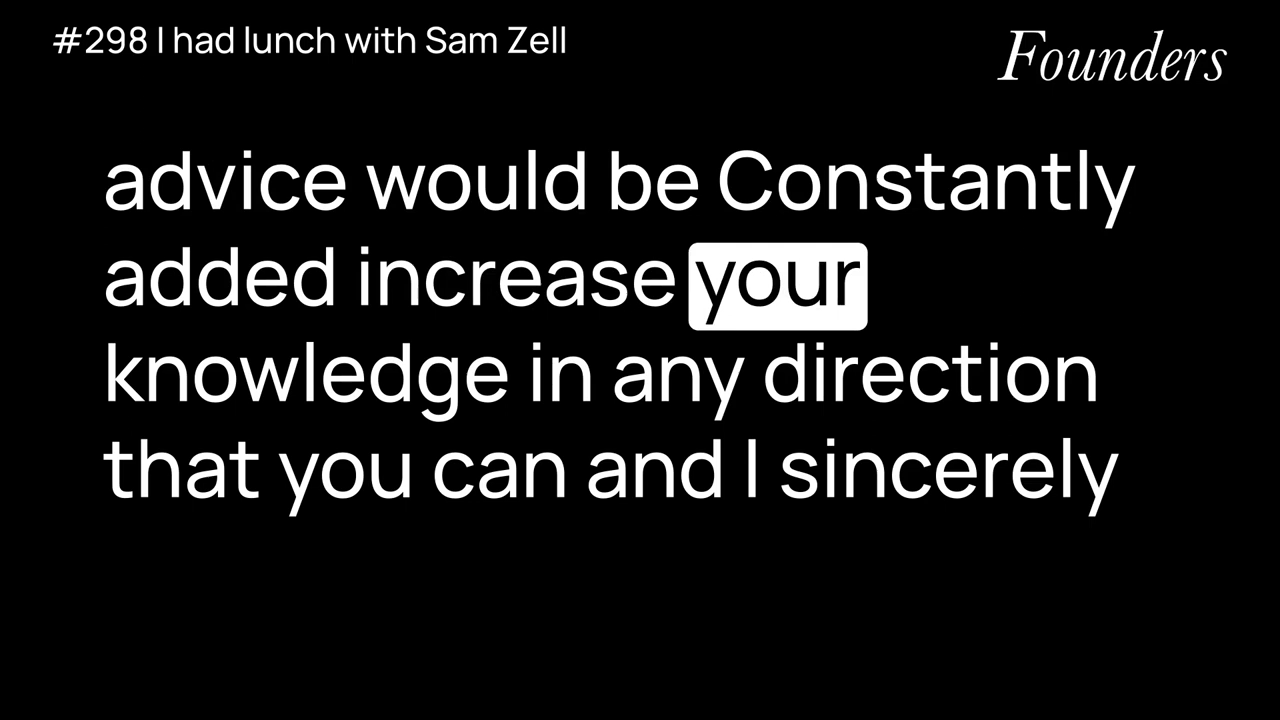 #298 I had lunch with Sam Zell
Founders
advice would be Constantly
added increase your
knowledge in any direction
that you can and I sincerely